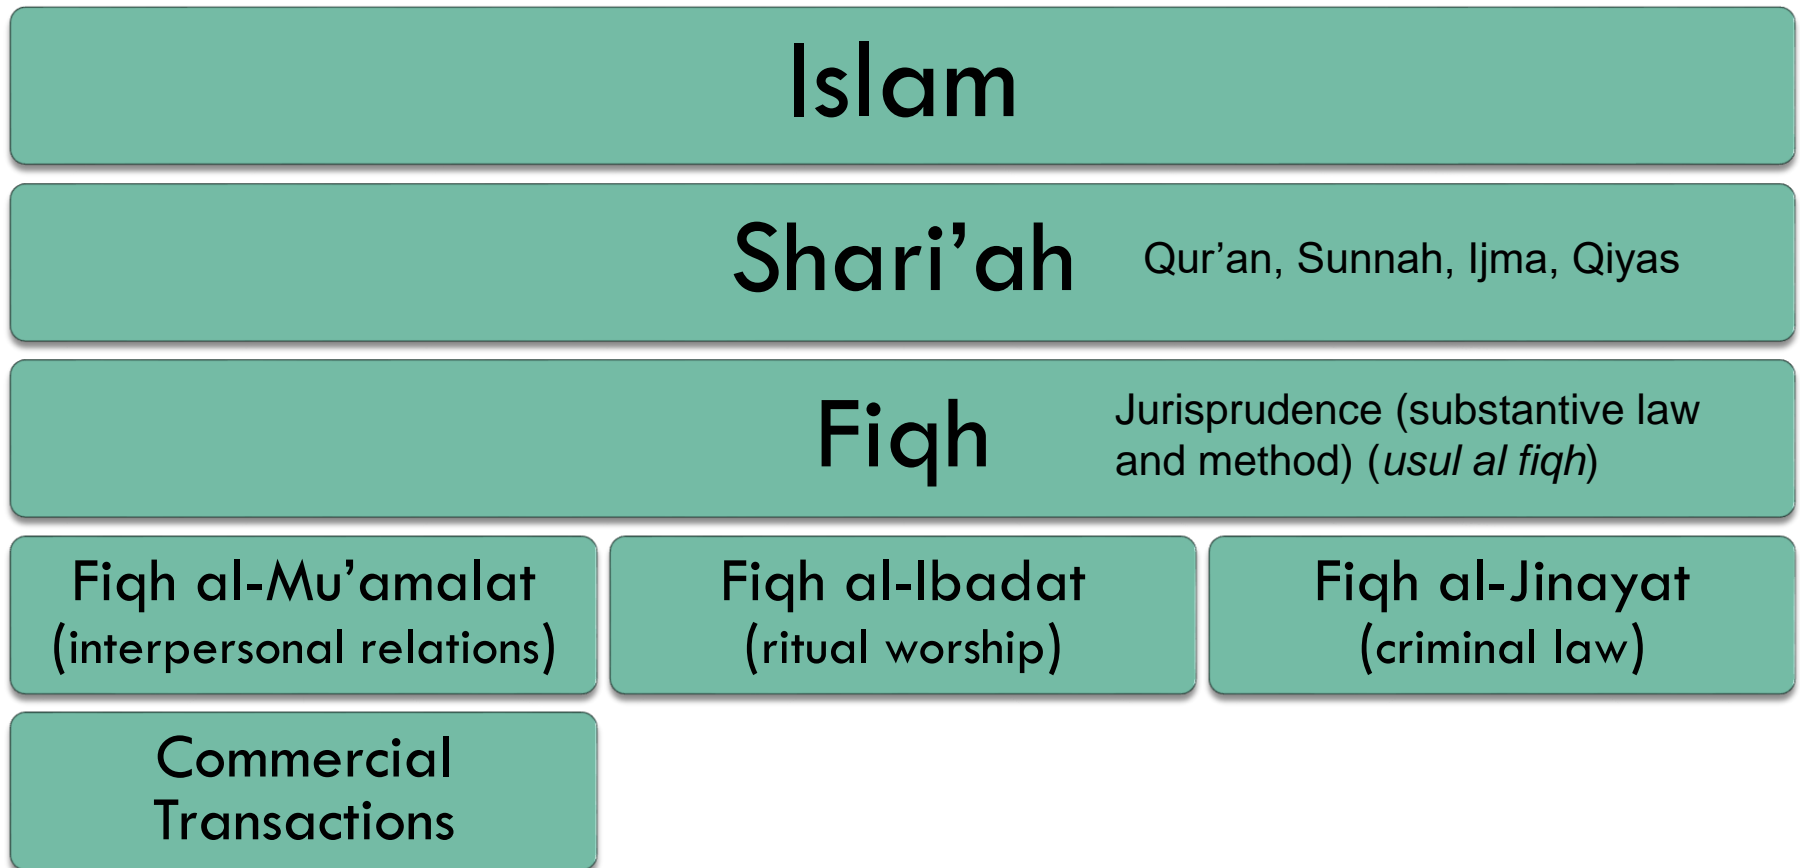 Islam
Shari’ah
Qur’an, Sunnah, Ijma, Qiyas
Fiqh
Jurisprudence (substantive law
and method) (usul al fiqh)
Fiqh al-Mu’amalat
(interpersonal relations)
Fiqh al-Ibadat
(ritual worship)
Fiqh al-Jinayat
(criminal law)
Commercial
Transactions